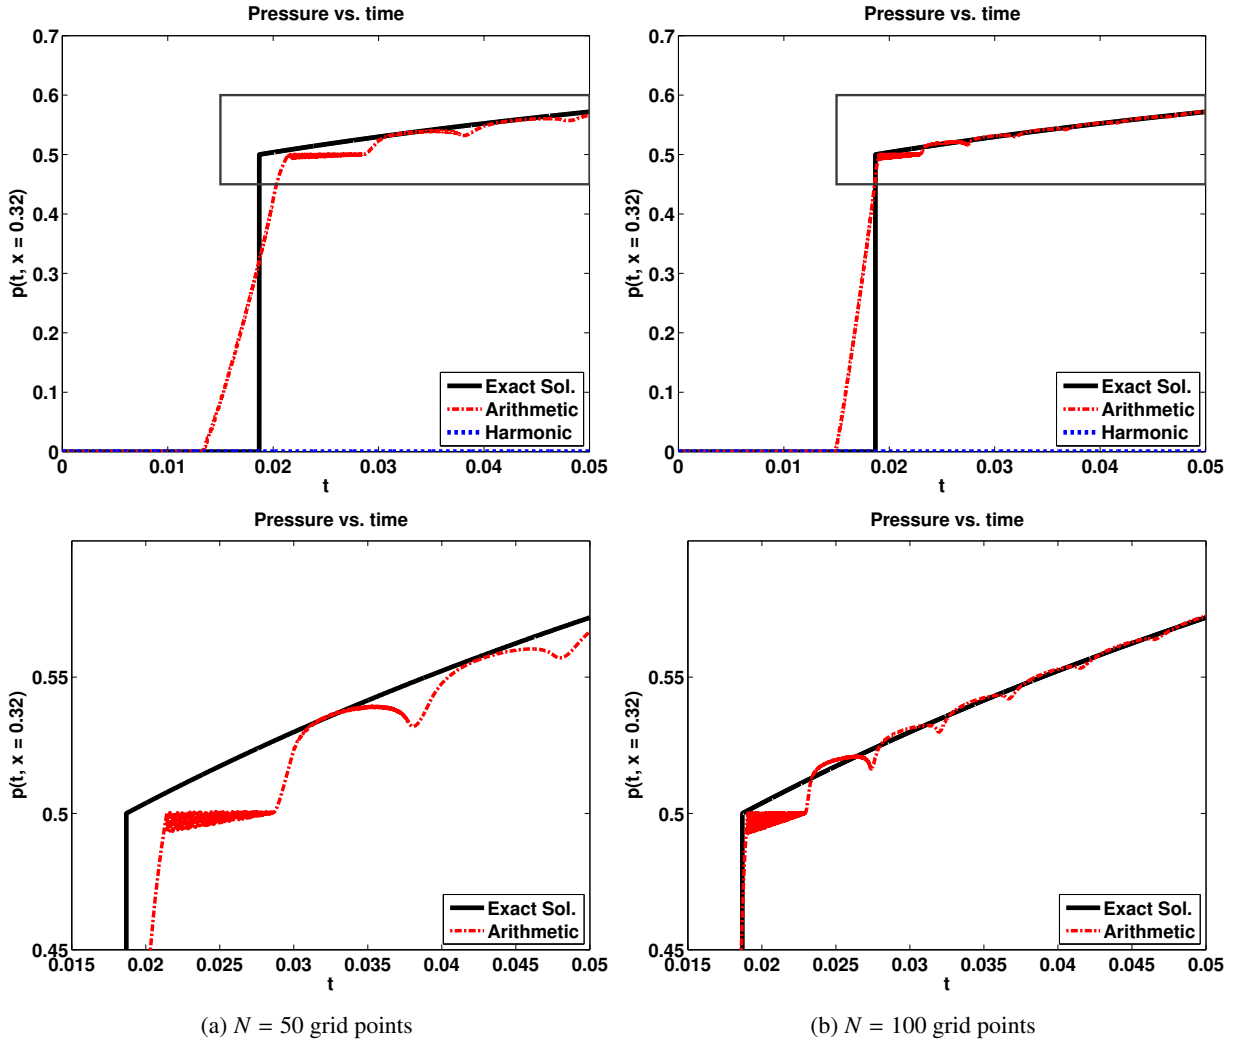 Pressure vs. time
0.7
0.6
0.5
0.4
0.3
0.2
0.1
0
p(t, x = 0.32)
Exact Sol.
Arithmetic
Harmonic
0 0.01 0.02 0.03 0.04 0.05
t
Pressure vs. time
0.7
0.6
0.5
0.4
0.3
0.2
0.1
0
p(t, x = 0.32)
Exact Sol.
Arithmetic
Harmonic
0 0.01 0.02 0.03 0.04 0.05
t
Pressure vs. time
0.55
0.5
0.45
p(t, x = 0.32)
Exact Sol.
Arithmetic
0.015 0.02 0.025 0.03 0.035 0.04 0.045 0.05
t
Pressure vs. time
0.55
0.5
0.45
p(t, x = 0.32)
Exact Sol.
Arithmetic
0.015 0.02 0.025 0.03 0.035 0.04 0.045 0.05
t
(a) N = 50 grid points
(b) N = 100 grid points